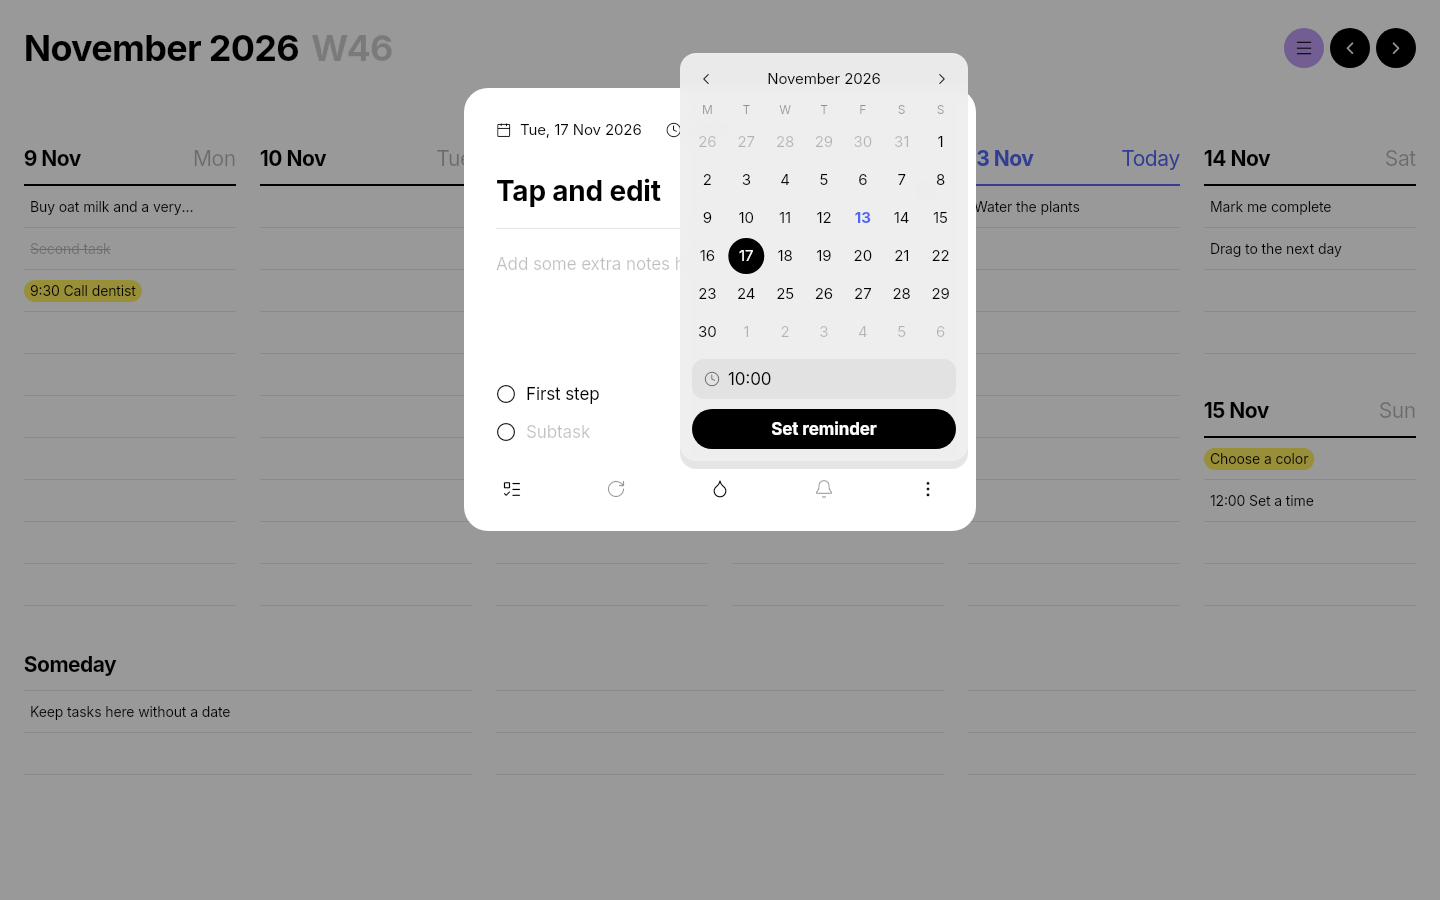 November 2026 W46
9 Nov Mon
Buy oat milk and a very...
Second task
9:30 Call dentist
10 Nov Tue
Tue, 17 Nov 2026
Tap and edit
Add some extra notes
First step
Subtask
November 2026
M T W T F S S
26 27 28 29 30 31 1
2 3 4 5 6 7 8
9 10 11 12 13 14 15
16 17 18 19 20 21 22
23 24 25 26 27 28 29
30 1 2 3 4 5 6
10:00
Set reminder
3 Nov Today
Water the plants
14 Nov Sat
Mark me complete
Drag to the next day
15 Nov Sun
Choose a color
12:00 Set a time
Someday
Keep tasks here without a date